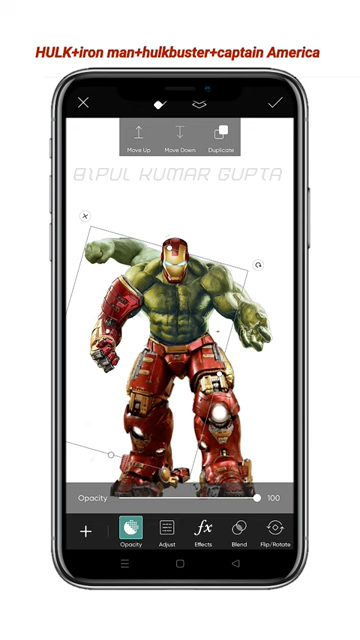 HULK+iron man+hulkbuster+captain America
Move Up Move Down Duplicate
BIPUL KUMAR GUPTA
Opacity 100
Opacity Adjust fx Effects Blend Flip/Rotate